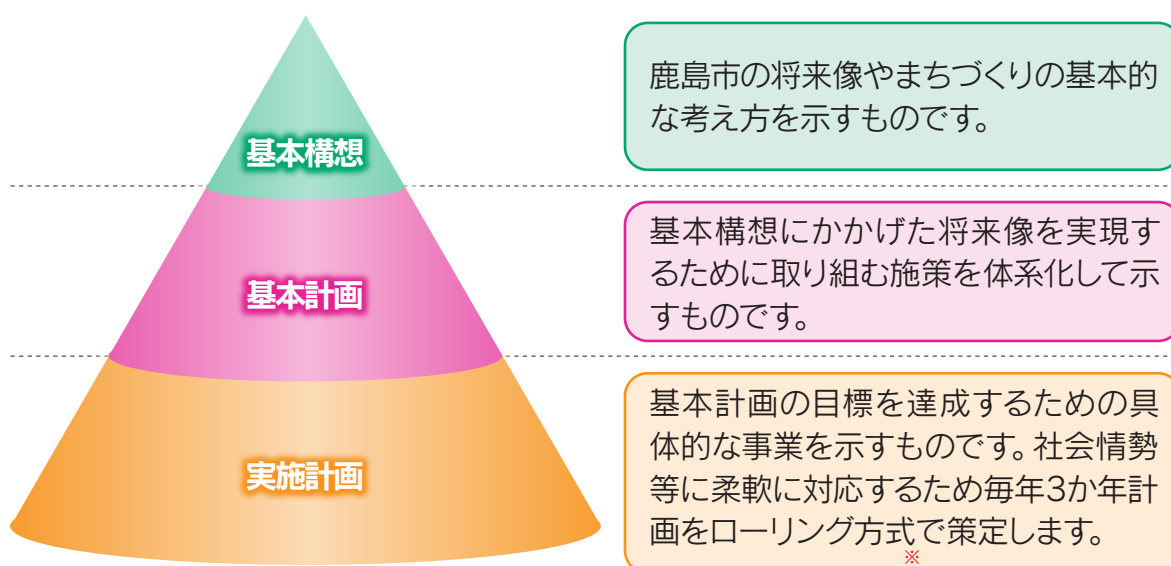 基本構想
鹿島市の将来像やまちづくりの基本的
な考え方を示すものです。
基本計画
基本構想にかかげた将来像を実現す
るために取り組む施策を体系化して示
すものです。
実施計画
基本計画の目標を達成するための具
体的な事業を示すものです。社会情勢
等に柔軟に対応するため毎年3か年計
画をローリング方式で策定します。
※